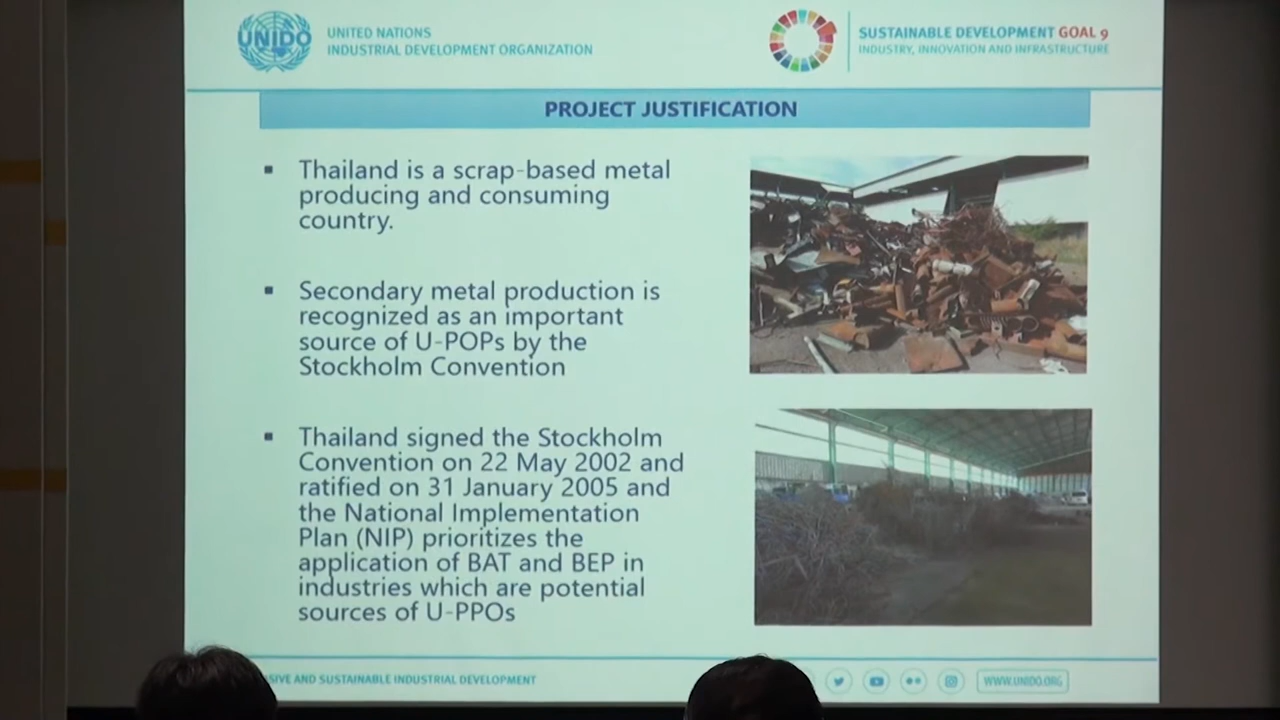 UNIDO
UNITED NATIONS
INDUSTRIAL DEVELOPMENT ORGANIZATION
SUSTAINABLE DEVELOPMENT GOAL 9
INDUSTRY, INNOVATION AND INFRASTRUCTURE
PROJECT JUSTIFICATION
▪ Thailand is a scrap-based metal
producing and consuming
country.
▪ Secondary metal production is
recognized as an important
source of U-POPs by the
Stockholm Convention
▪ Thailand signed the Stockholm
Convention on 22 May 2002 and
ratified on 31 January 2005 and
the National Implementation
Plan (NIP) prioritizes the
application of BAT and BEP in
industries which are potential
sources of U-PPOs
AND SUSTAINABLE INDUSTRIAL DEVELOPMENT
WWW.UNIDO.ORG